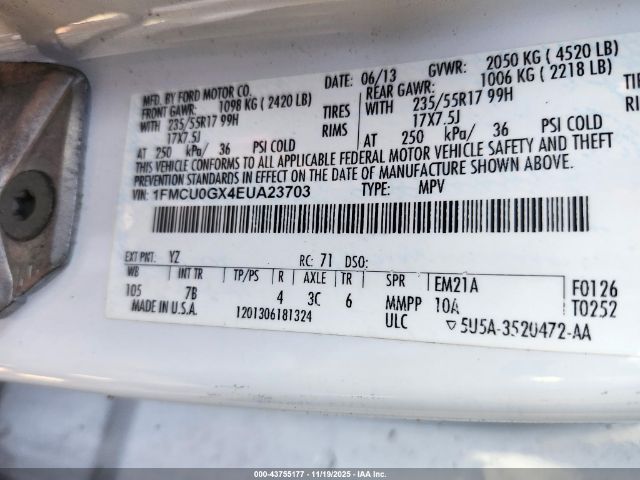 MFD. BY FORD MOTOR CO. DATE: 06/13 GVWR: 2050 KG ( 4520 LB)
FRONT GAWR: 1098 KG ( 2420 LB) REAR GAWR: 1006 KG ( 2218 LB)
WITH 235/55R17 99H TIRES WITH 235/55R17 99H
17X7.5J RIMS 17X7.5J
AT 250 kPa/ 36 PSI COLD AT 250 kPa/ 36 PSI COLD
THIS VEHICLE CONFORMS TO ALL APPLICABLE FEDERAL MOTOR VEHICLE SAFETY AND THEFT
PREVENTION STANDARDS IN EFFECT ON THE DATE OF MANUFACTURE SHOWN ABOVE.
VIN: 1FMCU0GX4EUA23703 TYPE: MPV
EXT PNT: YZ RC: 71 DSO:
WB INT TR TP/PS R AXLE TR SPR EM21A F0126
105 7B 4 3C 6 MMPP 10A T0252
MADE IN U.S.A. 1201306181324 ULC ▽ 5U5A-3520472-AA
000-43755177 - 11/19/2025 - IAAI.COM